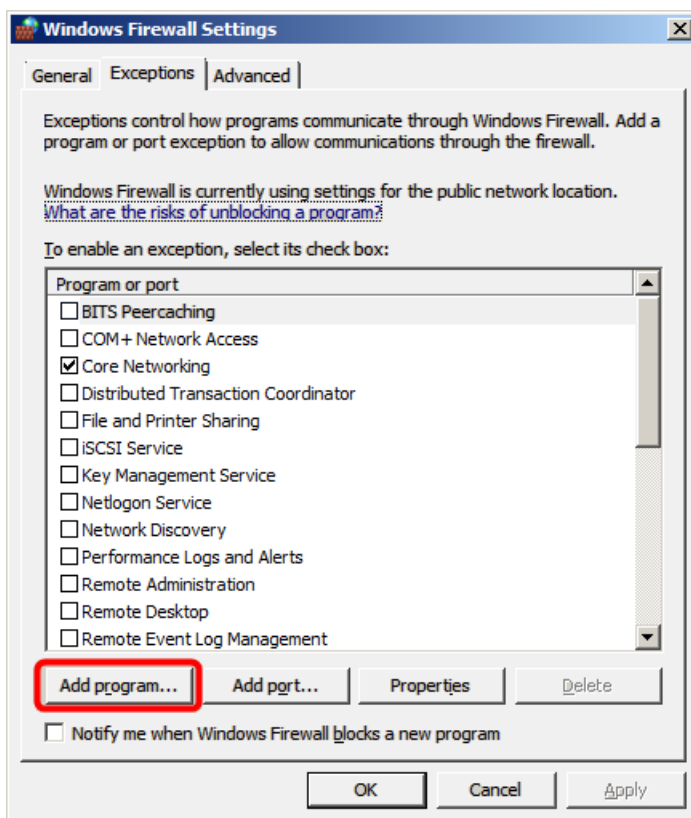 Windows Firewall Settings
General Exceptions Advanced
Exceptions control how programs communicate through Windows Firewall. Add a
program or port exception to allow communications through the firewall.
Windows Firewall is currently using settings for the public network location.
What are the risks of unblocking a program?
To enable an exception, select its check box:
Program or port
BITS Peercaching
COM+ Network Access
Core Networking
Distributed Transaction Coordinator
File and Printer Sharing
iSCSI Service
Key Management Service
Netlogon Service
Network Discovery
Performance Logs and Alerts
Remote Administration
Remote Desktop
Remote Event Log Management
Add program... Add port... Properties Delete
Notify me when Windows Firewall blocks a new program
OK Cancel Apply